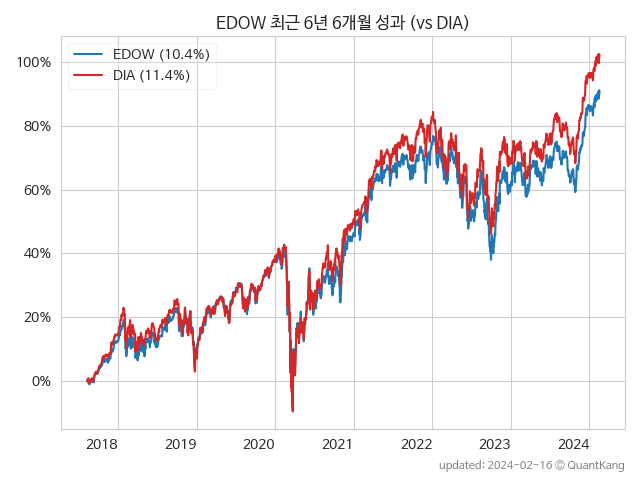 EDOW 최근 6년 6개월 성과 (vs DIA)
EDOW (10.4%)
DIA (11.4%)
100%
80%
60%
40%
20%
0%
2018 2019 2020 2021 2022 2023 2024
updated: 2024-02-16 © QuantKang